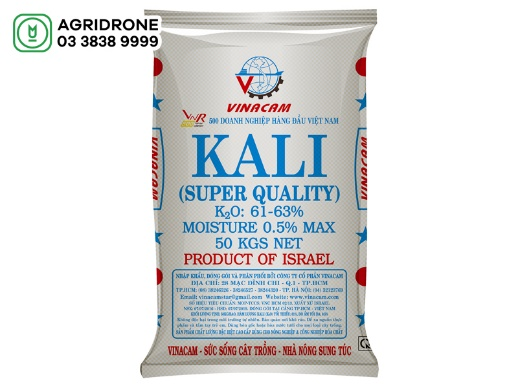 AGRIDRONE
03 3838 9999
VINACAM
VNR
500 DOANH NGHIỆP HÀNG ĐẦU VIỆT NAM
KALI
(SUPER QUALITY)
K₂O: 61-63%
MOISTURE 0.5% MAX
50 KGS NET
PRODUCT OF ISRAEL
VINACAM
VINACAM
NHẬP KHẨU, ĐÓNG GÓI VÀ PHÂN PHỐI BỞI CÔNG TY CỔ PHẦN VINACAM
ĐỊA CHỈ: 28 MẠC ĐĨNH CHI - Q.1 - TP.HCM
Email: vinacamstar@gmail.com Website: www.vinacam.com
VINACAM - SỨC SỐNG CÂY TRỒNG - NHÀ NÔNG SUNG TÚC